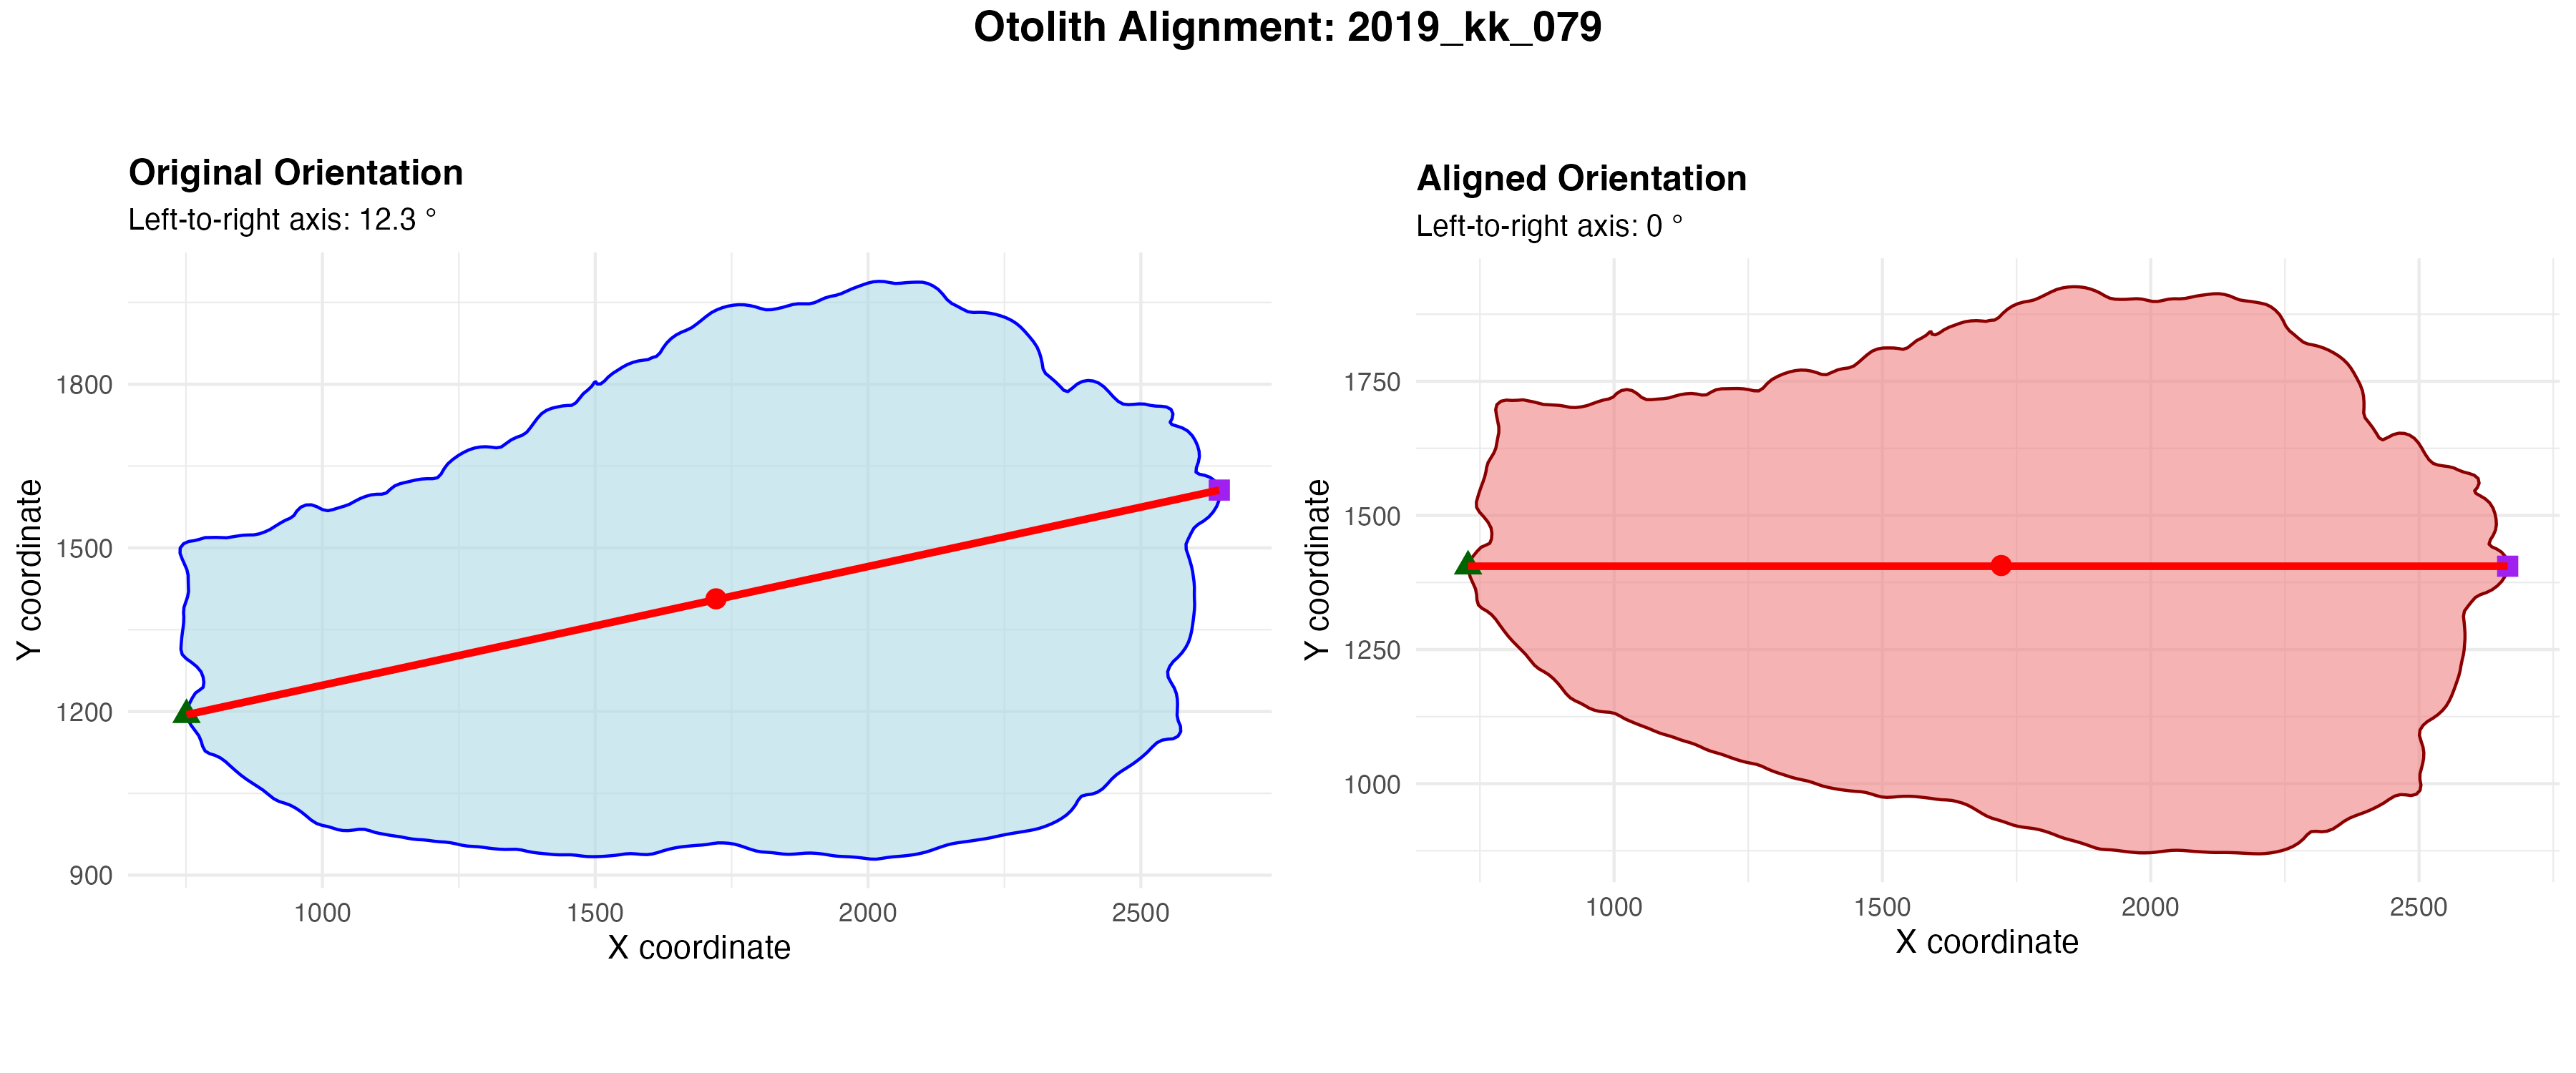 Otolith Alignment: 2019_kk_079
Original Orientation
Left-to-right axis: 12.3 °
Y coordinate
1800
1500
1200
900
1000 1500 2000 2500
X coordinate
Aligned Orientation
Left-to-right axis: 0 °
Y coordinate
1750
1500
1250
1000
1000 1500 2000 2500
X coordinate